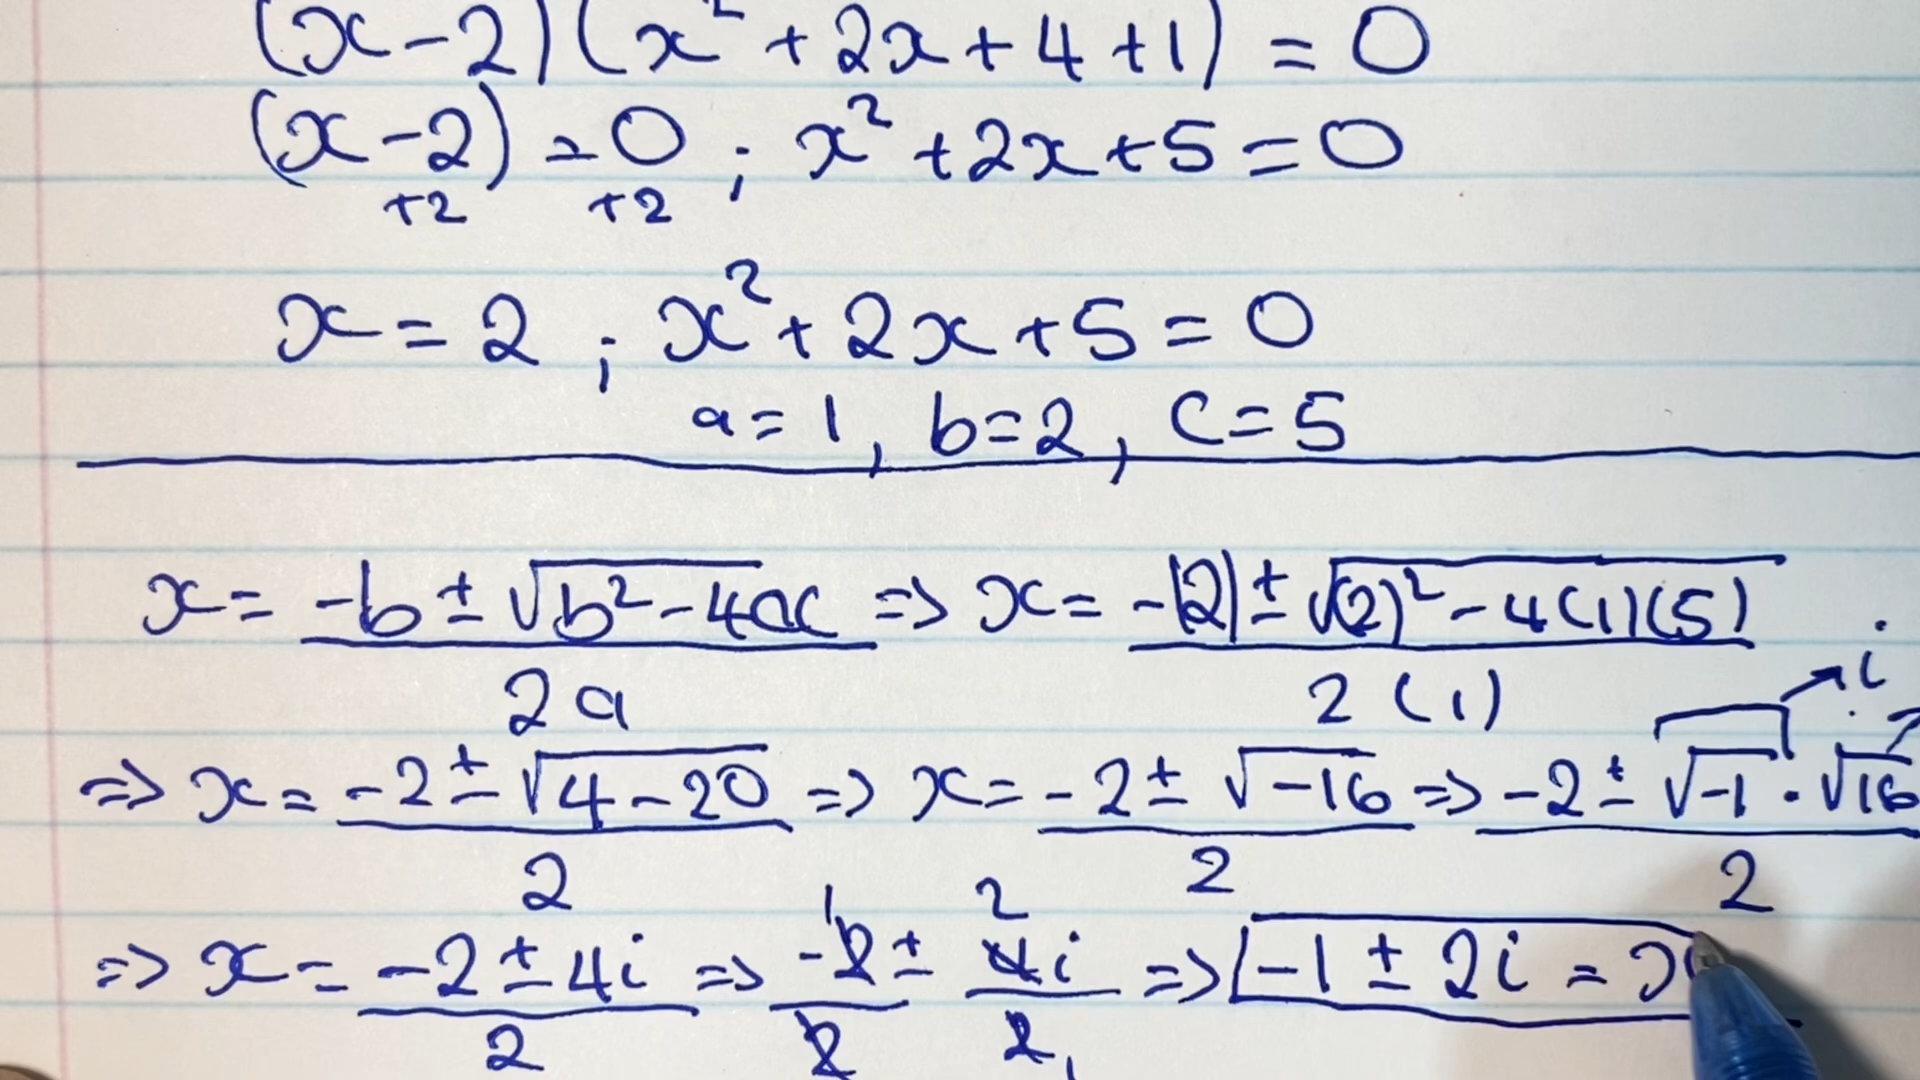 (x-2)(x²+2x+4+1)=0
(x-2)=0 ; x²+2x+5=0
+2 +2
x=2 ; x²+2x+5=0
a=1, b=2, c=5
x= -b±√b²-4ac => x= -(2)±√(2)²-4(1)(5)
2a 2(1) i
=> x= -2±√4-20 => x= -2±√-16 => -2±√-1·√16
2 2 2
1 2
=> x= -2±4i => -2± 4i => -1±2i=x
2 2 2 1